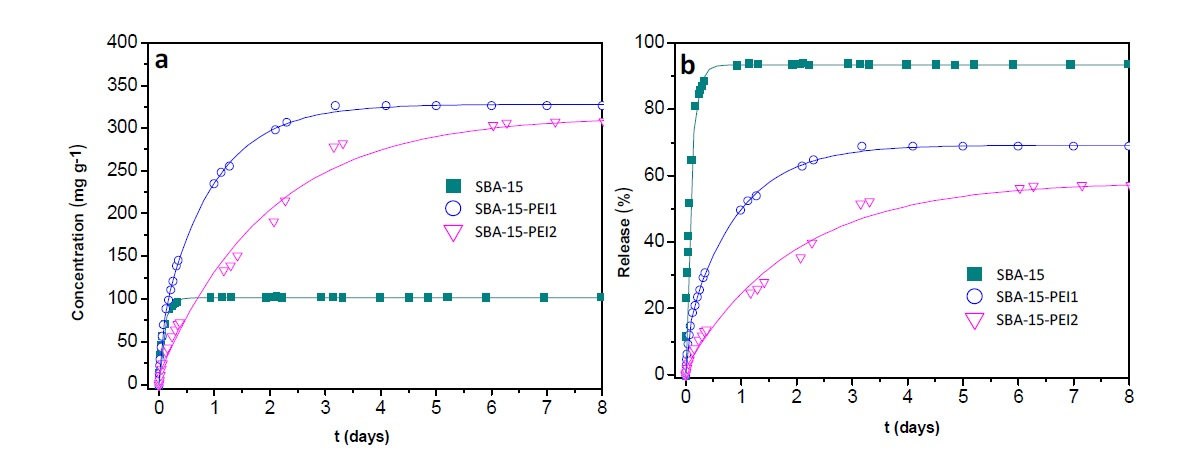 a
400
350
300
250
200
150
100
50
0
Concentration (mg g-1)
SBA-15
SBA-15-PEI1
SBA-15-PEI2
0 1 2 3 4 5 6 7 8
t (days)
b
100
80
60
40
20
0
Release (%)
SBA-15
SBA-15-PEI1
SBA-15-PEI2
0 1 2 3 4 5 6 7 8
t (days)